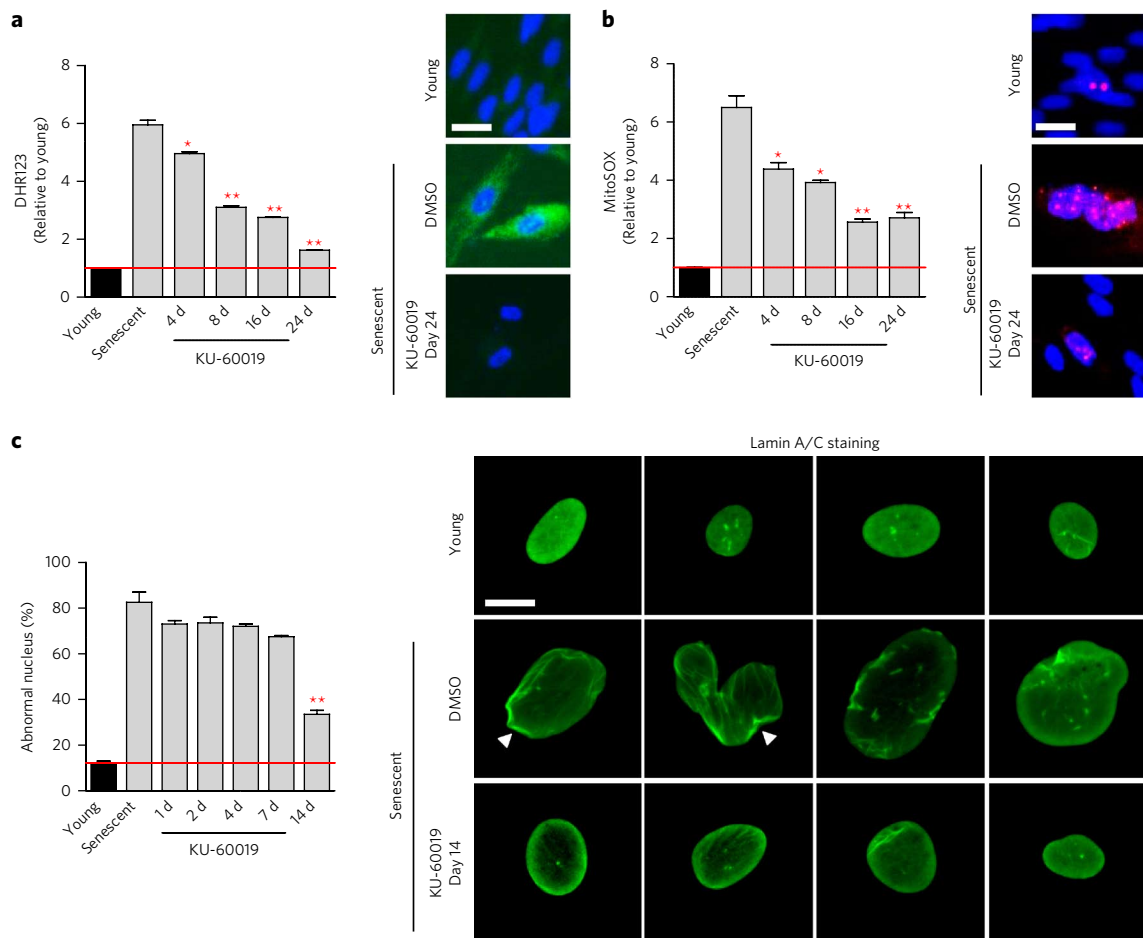 a
DHR123
(Relative to young)
8
6
4
2
0
*
**
**
**
Young
Senescent
4 d
8 d
16 d
24 d
KU-60019
Young
DMSO
KU-60019
Day 24
Senescent
b
MitoSOX
(Relative to young)
8
6
4
2
0
*
*
**
**
Young
Senescent
4 d
8 d
16 d
24 d
KU-60019
Young
DMSO
KU-60019
Day 24
Senescent
c
Abnormal nucleus (%)
100
80
60
40
20
0
**
Young
Senescent
1 d
2 d
4 d
7 d
14 d
KU-60019
Lamin A/C staining
Young
DMSO
KU-60019
Day 14
Senescent